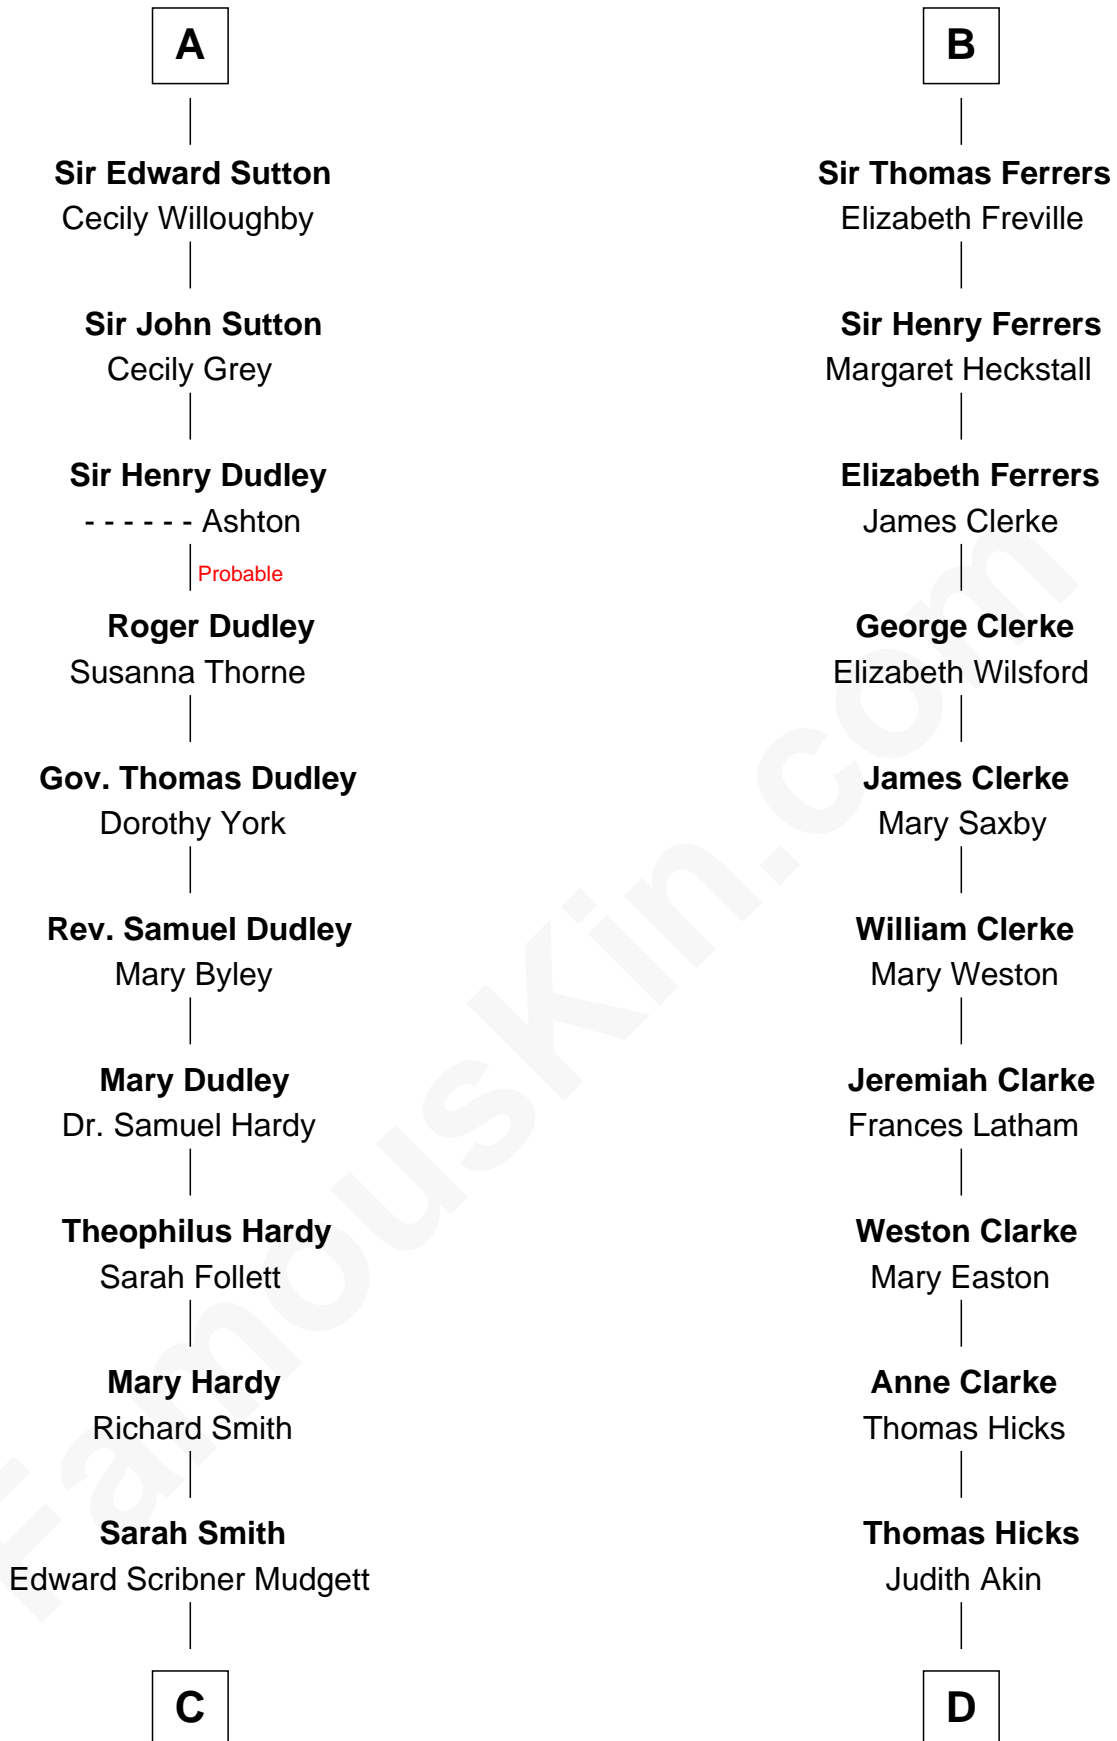 A
Sir Edward Sutton
Cecily Willoughby
Sir John Sutton
Cecily Grey
Sir Henry Dudley
- - - - - - Ashton
Probable
Roger Dudley
Susanna Thorne
Gov. Thomas Dudley
Dorothy York
Rev. Samuel Dudley
Mary Byley
Mary Dudley
Dr. Samuel Hardy
Theophilus Hardy
Sarah Follett
Mary Hardy
Richard Smith
Sarah Smith
Edward Scribner Mudgett
C
B
Sir Thomas Ferrers
Elizabeth Freville
Sir Henry Ferrers
Margaret Heckstall
Elizabeth Ferrers
James Clerke
George Clerke
Elizabeth Wilsford
James Clerke
Mary Saxby
William Clerke
Mary Weston
Jeremiah Clarke
Frances Latham
Weston Clarke
Mary Easton
Anne Clarke
Thomas Hicks
Thomas Hicks
Judith Akin
D
FamousKin.com